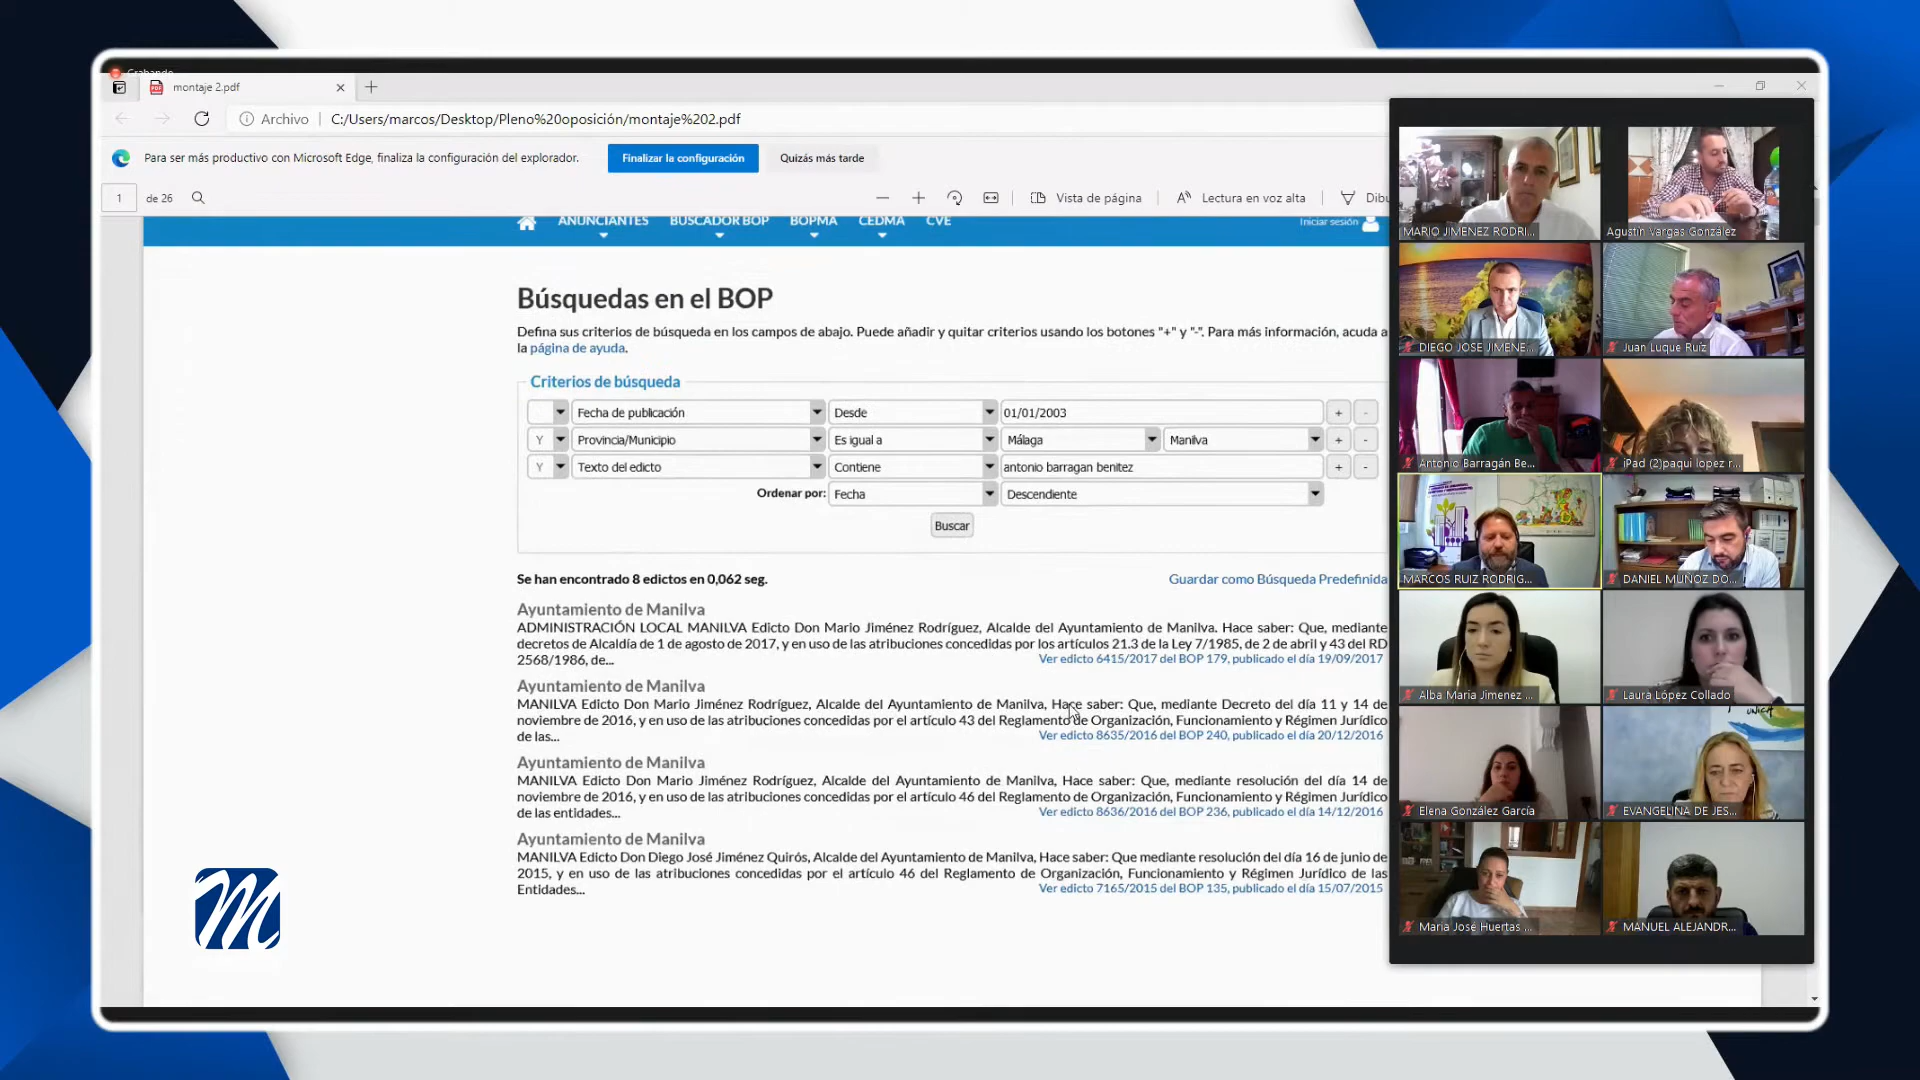 Grabando
montaje 2.pdf
Archivo C:/Users/marcos/Desktop/Pleno%20oposición/montaje%202.pdf
Para ser más productivo con Microsoft Edge, finaliza la configuración del explorador. Finalizar la configuración Quizás más tarde
1 de 26 Vista de página Lectura en voz alta Dibu
ANUNCIANTES BUSCADOR BOP BOPMA CEDMA CVE Iniciar sesión
Búsquedas en el BOP
Defina sus criterios de búsqueda en los campos de abajo. Puede añadir y quitar criterios usando los botones "+" y "-". Para más información, acuda a
la página de ayuda.
Criterios de búsqueda
Fecha de publicación Desde 01/01/2003 + -
Y Provincia/Municipio Es igual a Málaga Manilva + -
Y Texto del edicto Contiene antonio barragan benitez + -
Ordenar por: Fecha Descendiente
Buscar
Se han encontrado 8 edictos en 0,062 seg. Guardar como Búsqueda Predefinida
Ayuntamiento de Manilva
ADMINISTRACIÓN LOCAL MANILVA Edicto Don Mario Jiménez Rodríguez, Alcalde del Ayuntamiento de Manilva. Hace saber: Que, mediante
decretos de Alcaldía de 1 de agosto de 2017, y en uso de las atribuciones concedidas por los artículos 21.3 de la Ley 7/1985, de 2 de abril y 43 del RD
2568/1986, de... Ver edicto 6415/2017 del BOP 179, publicado el día 19/09/2017
Ayuntamiento de Manilva
MANILVA Edicto Don Mario Jiménez Rodríguez, Alcalde del Ayuntamiento de Manilva, Hace saber: Que, mediante Decreto del día 11 y 14 de
noviembre de 2016, y en uso de las atribuciones concedidas por el artículo 43 del Reglamento de Organización, Funcionamiento y Régimen Jurídico
de las... Ver edicto 8635/2016 del BOP 240, publicado el día 20/12/2016
Ayuntamiento de Manilva
MANILVA Edicto Don Mario Jiménez Rodríguez, Alcalde del Ayuntamiento de Manilva, Hace saber: Que, mediante resolución del día 14 de
noviembre de 2016, y en uso de las atribuciones concedidas por el artículo 46 del Reglamento de Organización, Funcionamiento y Régimen Jurídico
de las entidades... Ver edicto 8636/2016 del BOP 236, publicado el día 14/12/2016
Ayuntamiento de Manilva
MANILVA Edicto Don Diego José Jiménez Quirós, Alcalde del Ayuntamiento de Manilva, Hace saber: Que mediante resolución del día 16 de junio de
2015, y en uso de las atribuciones concedidas por el artículo 46 del Reglamento de Organización, Funcionamiento y Régimen Jurídico de las
Entidades... Ver edicto 7165/2015 del BOP 135, publicado el día 15/07/2015
M
MARIO JIMENEZ RODRI... Agustín Vargas González
DIEGO JOSE JIMENE... Juan Luque Ruiz
Antonio Barragán Be... iPad (2)paqui lopez r...
MARCOS RUIZ RODRIG... DANIEL MUÑOZ DO...
Alba Maria Jimenez ... Laura López Collado
Elena González García EVANGELINA DE JES...
María José Huertas ... MANUEL ALEJANDR...